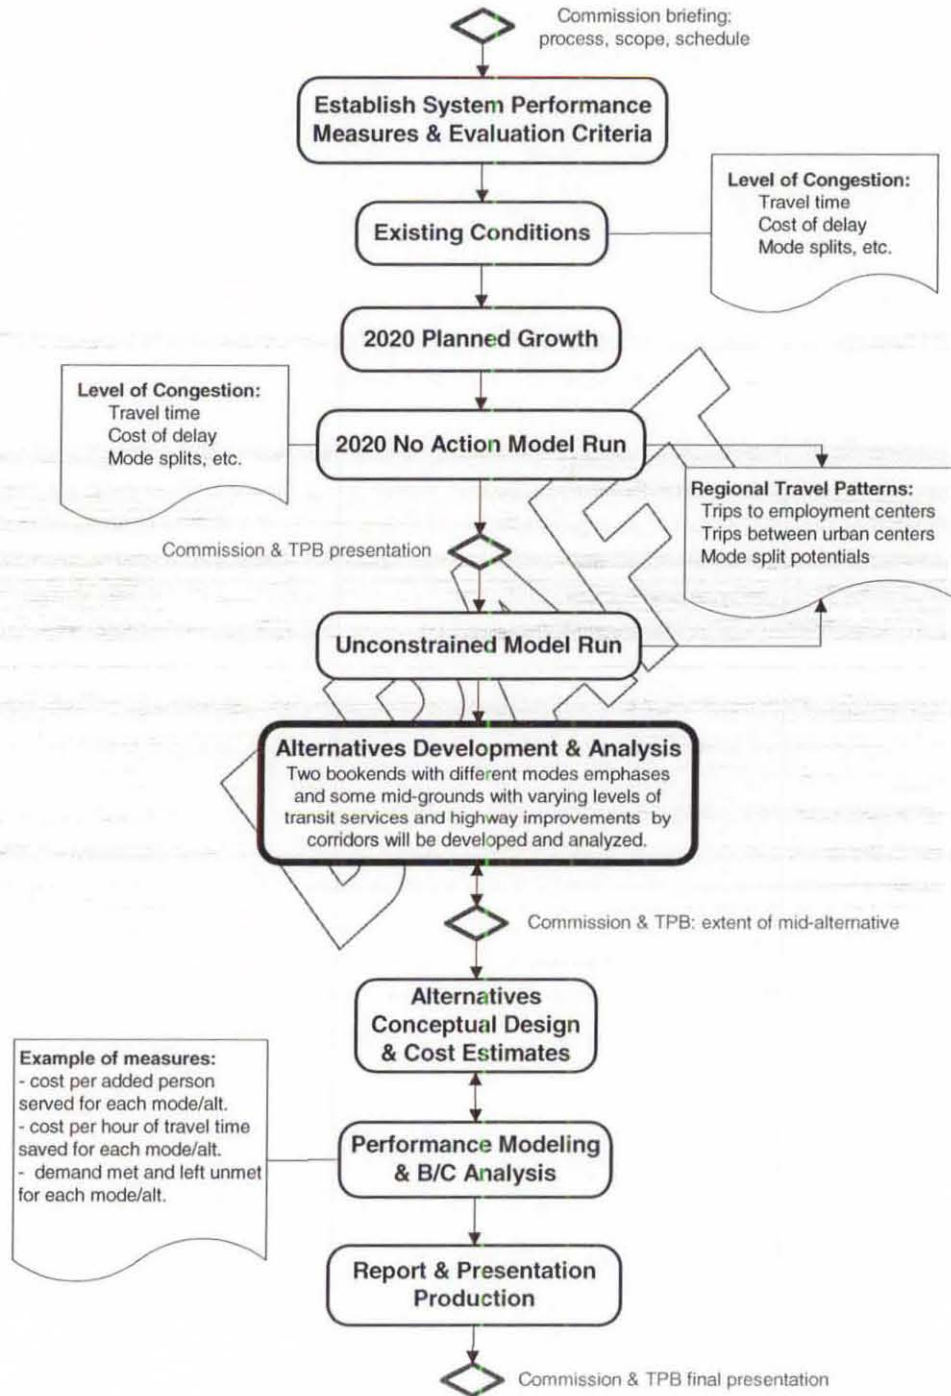 Commission briefing:
process, scope, schedule
Establish System Performance
Measures & Evaluation Criteria
Level of Congestion:
Travel time
Cost of delay
Mode splits, etc.
Existing Conditions
2020 Planned Growth
Level of Congestion:
Travel time
Cost of delay
Mode splits, etc.
2020 No Action Model Run
Regional Travel Patterns:
Trips to employment centers
Trips between urban centers
Mode split potentials
Commission & TPB presentation
Unconstrained Model Run
DRAFT
Alternatives Development & Analysis
Two bookends with different modes emphases
and some mid-grounds with varying levels of
transit services and highway improvements by
corridors will be developed and analyzed.
Commission & TPB: extent of mid-alternative
Alternatives
Conceptual Design
& Cost Estimates
Example of measures:
- cost per added person
served for each mode/alt.
- cost per hour of travel time
saved for each mode/alt.
- demand met and left unmet
for each mode/alt.
Performance Modeling
& B/C Analysis
Report & Presentation
Production
Commission & TPB final presentation